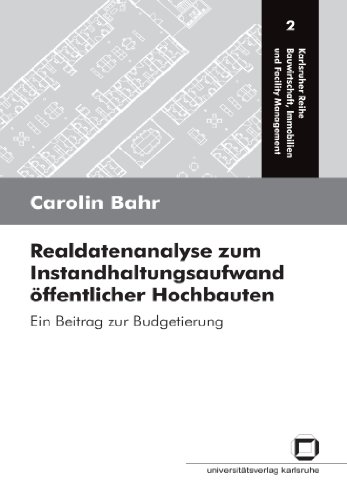 2
Karlsruher Reihe
Bauwirtschaft, Immobilien
und Facility Management
Carolin Bahr
Realdatenanalyse zum
Instandhaltungsaufwand
öffentlicher Hochbauten
Ein Beitrag zur Budgetierung
universitätsverlag karlsruhe